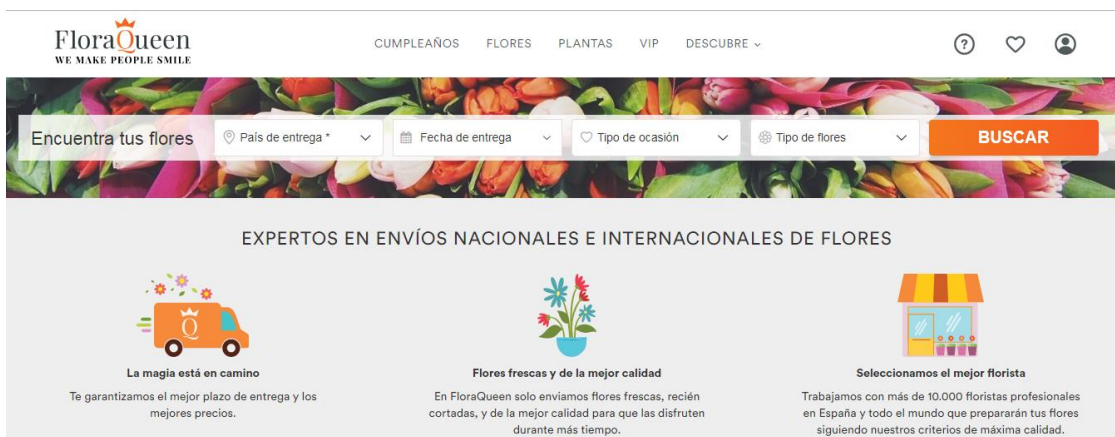 FloraQueen
WE MAKE PEOPLE SMILE
CUMPLEAÑOS FLORES PLANTAS VIP DESCUBRE
?
Encuentra tus flores País de entrega * Fecha de entrega Tipo de ocasión Tipo de flores BUSCAR
EXPERTOS EN ENVÍOS NACIONALES E INTERNACIONALES DE FLORES
Q
La magia está en camino
Te garantizamos el mejor plazo de entrega y los
mejores precios.
Flores frescas y de la mejor calidad
En FloraQueen solo enviamos flores frescas, recién
cortadas, y de la mejor calidad para que las disfruten
durante más tiempo.
Seleccionamos el mejor florista
Trabajamos con más de 10.000 floristas profesionales
en España y todo el mundo que prepararán tus flores
siguiendo nuestros criterios de máxima calidad.